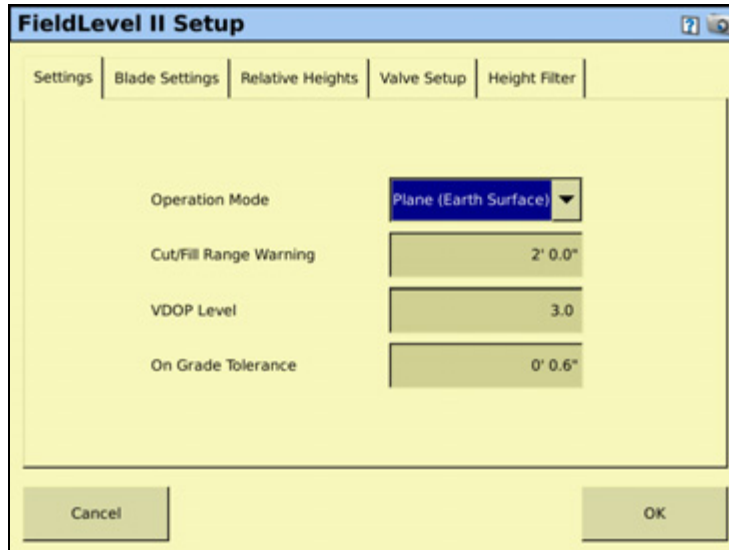 FieldLevel II Setup
?
Settings Blade Settings Relative Heights Valve Setup Height Filter
Operation Mode Plane (Earth Surface)
Cut/Fill Range Warning 2' 0.0"
VDOP Level 3.0
On Grade Tolerance 0' 0.6"
Cancel OK